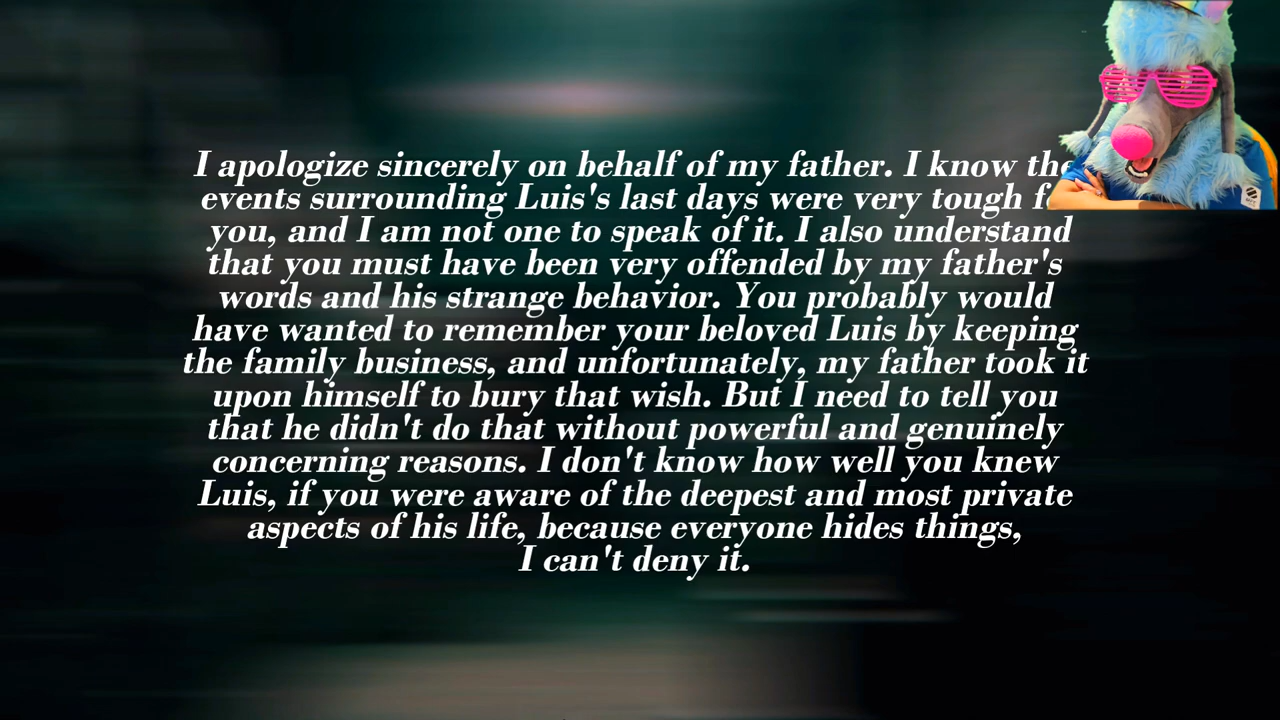 I apologize sincerely on behalf of my father. I know the
events surrounding Luis's last days were very tough
you, and I am not one to speak of it. I also understand
that you must have been very offended by my father's
words and his strange behavior. You probably would
have wanted to remember your beloved Luis by keeping
the family business, and unfortunately, my father took it
upon himself to bury that wish. But I need to tell you
that he didn't do that without powerful and genuinely
concerning reasons. I don't know how well you knew
Luis, if you were aware of the deepest and most private
aspects of his life, because everyone hides things,
I can't deny it.